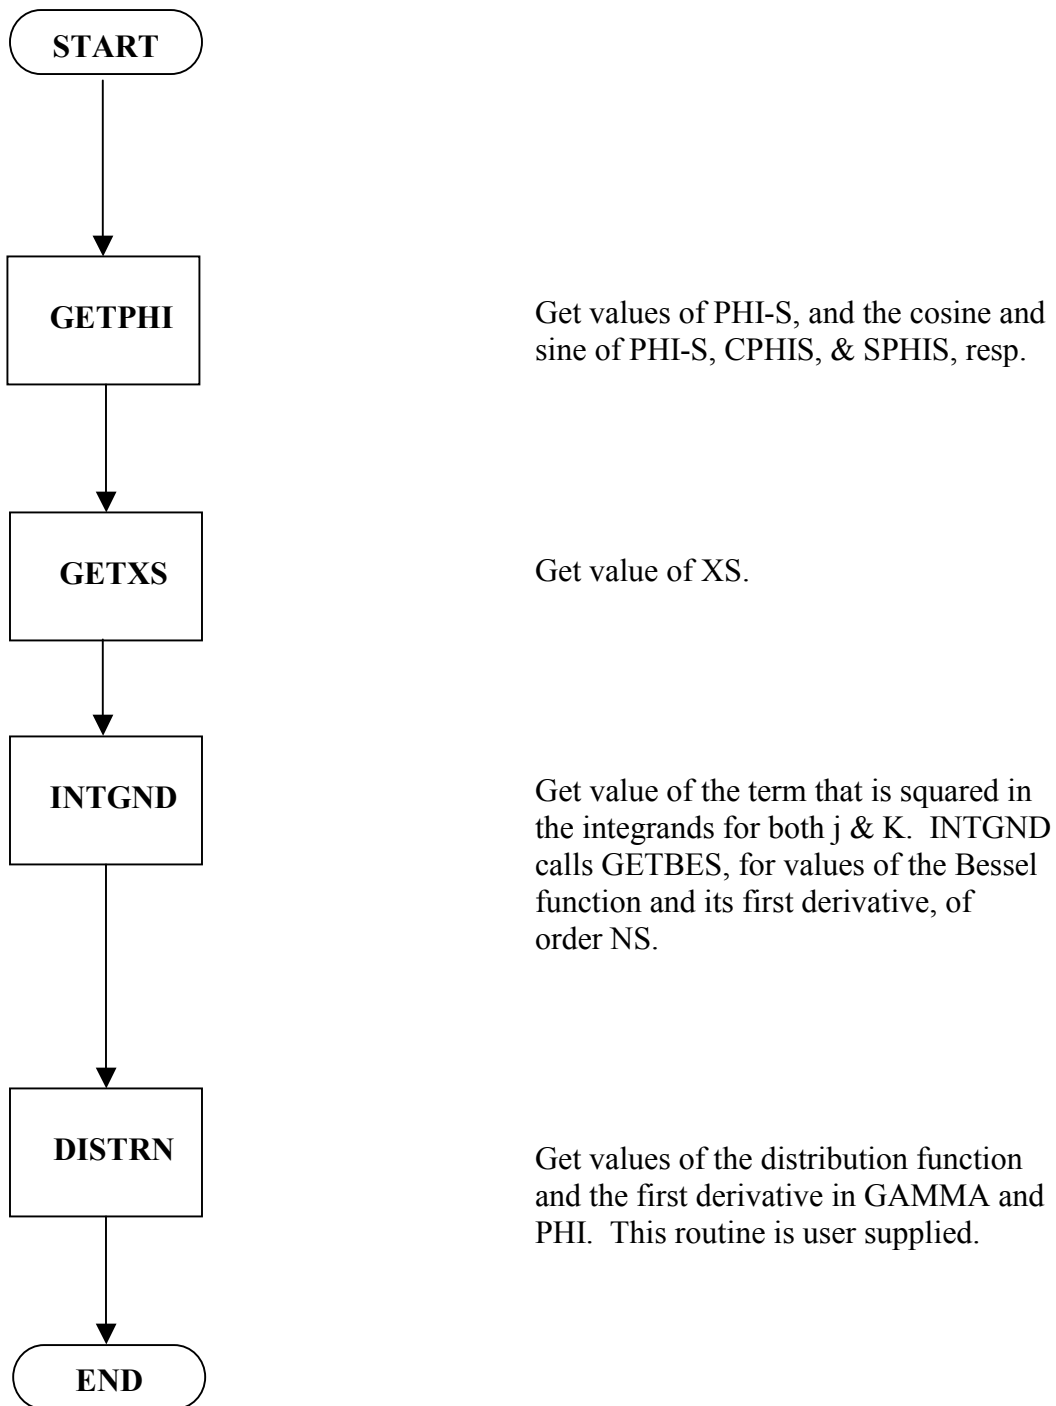 START
GETPHI
Get values of PHI-S, and the cosine and
sine of PHI-S, CPHIS, & SPHIS, resp.
GETXS
Get value of XS.
INTGND
Get value of the term that is squared in
the integrands for both j & K.  INTGND
calls GETBES, for values of the Bessel
function and its first derivative, of
order NS.
DISTRN
Get values of the distribution function
and the first derivative in GAMMA and
PHI.  This routine is user supplied.
END